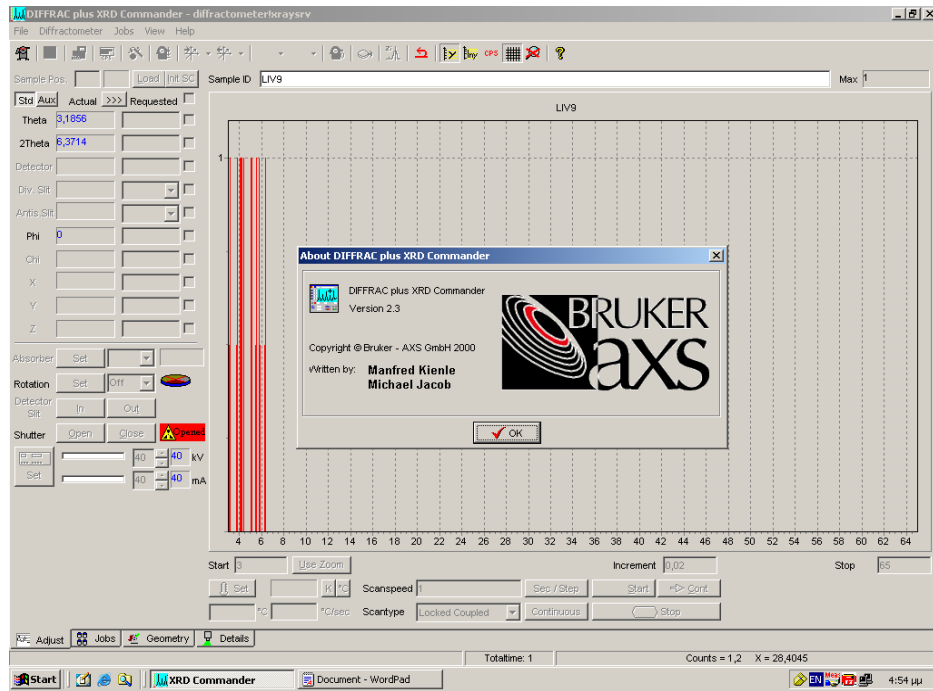 DIFFRAC plus XRD Commander - diffractometer!xraysrv
File Diffractometer Jobs View Help
CPS
Sample Pos. Load Init SC Sample ID LIV9 Max 1
Std Aux Actual >>> Requested
LIV9
Theta 3,1856
2Theta 6,3714
Detector
1
Div. Slit
Antis.Slit
Phi 0
Chi
X
Y
Z
About DIFFRAC plus XRD Commander
DIFFRAC plus XRD Commander
Version 2.3
Copyright © Bruker - AXS GmbH 2000
Written by: Manfred Kienle
Michael Jacob
BRUKER
axs
OK
Absorber Set
Rotation Set Off
Detector Slit In Out
Shutter Open Close Opened
40 40 kV
Set 40 40 mA
4 6 8 10 12 14 16 18 20 22 24 26 28 30 32 34 36 38 40 42 44 46 48 50 52 54 56 58 60 62 64
Start 3 Use Zoom Increment 0,02 Stop 65
Set K °C Scanspeed 1 Sec / Step Start Cont
°C °C/sec Scantype Locked Coupled Continuous Stop
Adjust Jobs Geometry Details
Totaltime: 1 Counts = 1,2 X = 28,4045
Start XRD Commander Document - WordPad EN 4:54 μμ